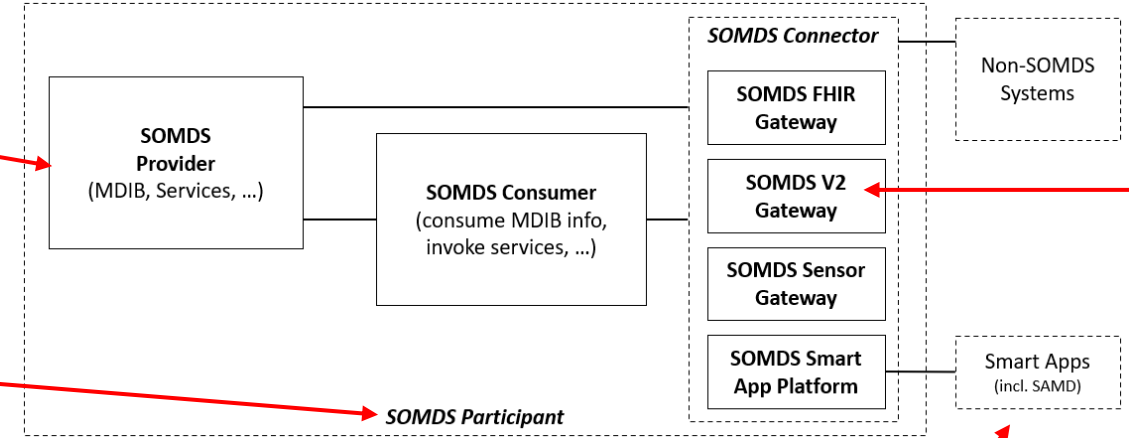 SOMDS Connector
Non-SOMDS
Systems
SOMDS FHIR
Gateway
SOMDS
Provider
(MDIB, Services, ...)
SOMDS Consumer
(consume MDIB info,
invoke services, ...)
SOMDS V2
Gateway
SOMDS Sensor
Gateway
SOMDS Smart
App Platform
Smart Apps
(incl. SAMD)
SOMDS Participant